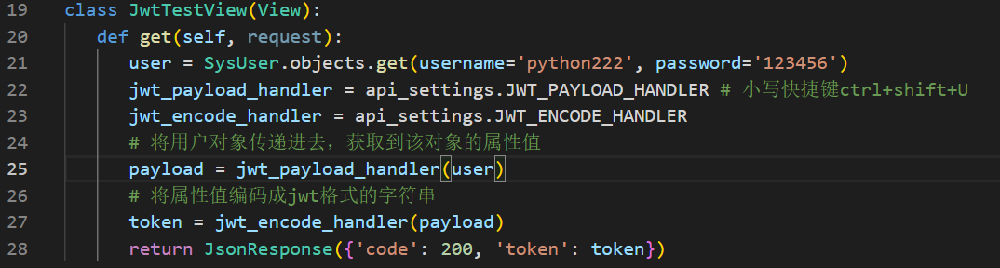 19 class JwtTestView(View):
20 def get(self, request):
21 user = SysUser.objects.get(username='python222', password='123456')
22 jwt_payload_handler = api_settings.JWT_PAYLOAD_HANDLER # 小写快捷键ctrl+shift+U
23 jwt_encode_handler = api_settings.JWT_ENCODE_HANDLER
24 # 将用户对象传递进去，获取到该对象的属性值
25 payload = jwt_payload_handler(user)
26 # 将属性值编码成jwt格式的字符串
27 token = jwt_encode_handler(payload)
28 return JsonResponse({'code': 200, 'token': token})